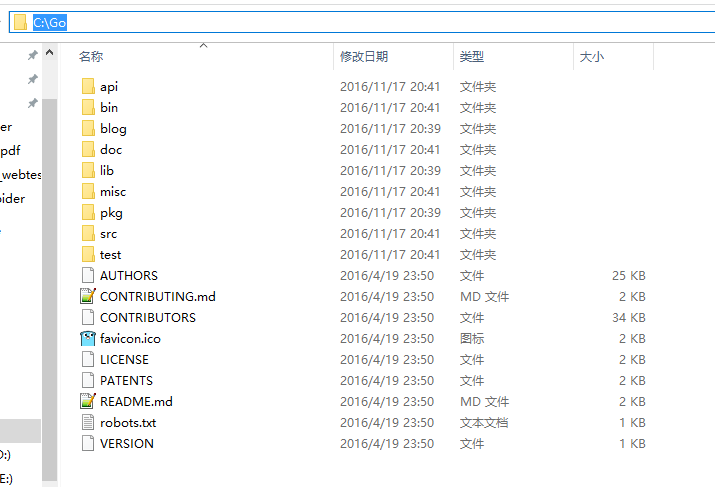 C:\Go
名称 修改日期 类型 大小
api 2016/11/17 20:41 文件夹
bin 2016/11/17 20:41 文件夹
er blog 2016/11/17 20:39 文件夹
pdf doc 2016/11/17 20:41 文件夹
_webtes lib 2016/11/17 20:39 文件夹
oider misc 2016/11/17 20:41 文件夹
pkg 2016/11/17 20:39 文件夹
src 2016/11/17 20:41 文件夹
test 2016/11/17 20:41 文件夹
AUTHORS 2016/4/19 23:50 文件 25 KB
CONTRIBUTING.md 2016/4/19 23:50 MD 文件 2 KB
CONTRIBUTORS 2016/4/19 23:50 文件 34 KB
favicon.ico 2016/4/19 23:50 图标 2 KB
LICENSE 2016/4/19 23:50 文件 2 KB
PATENTS 2016/4/19 23:50 文件 2 KB
README.md 2016/4/19 23:50 MD 文件 2 KB
robots.txt 2016/4/19 23:50 文本文档 1 KB
VERSION 2016/4/19 23:50 文件 1 KB
D:)
E:)